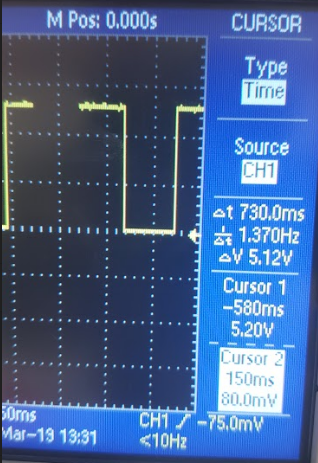 M Pos: 0.000s
CURSOR
Type
Time
Source
CH1
Δt 730.0ms
1/Δt 1.370Hz
ΔV 5.12V
Cursor 1
-580ms
5.20V
Cursor 2
150ms
80.0mV
50ms
CH1 -75.0mV
Mar-19 13:31
<10Hz